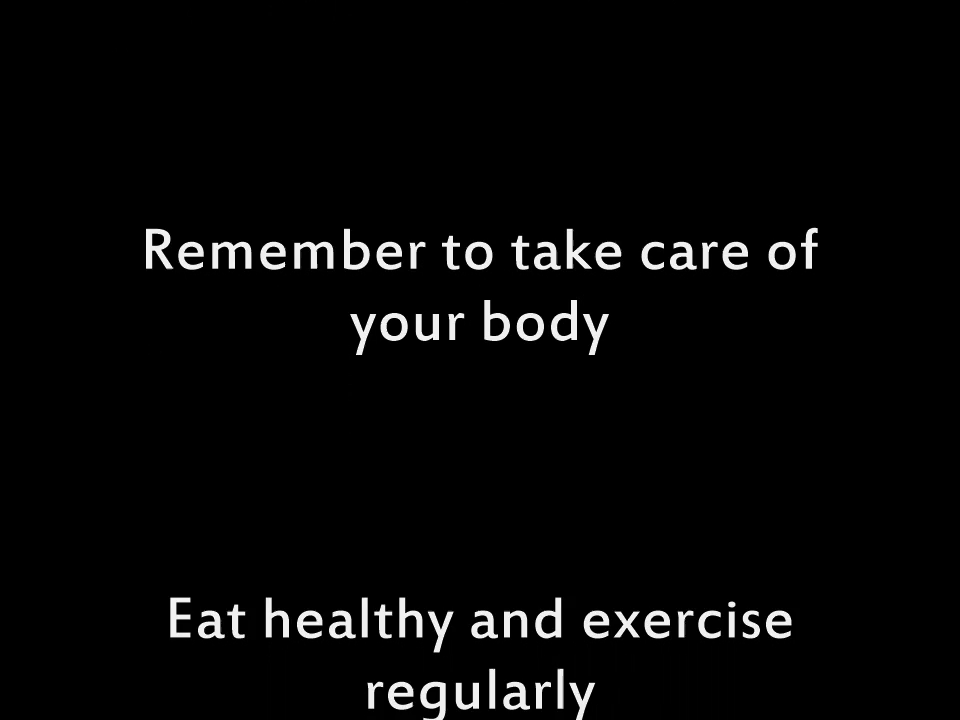 Remember to take care of
your body
Eat healthy and exercise
regularly